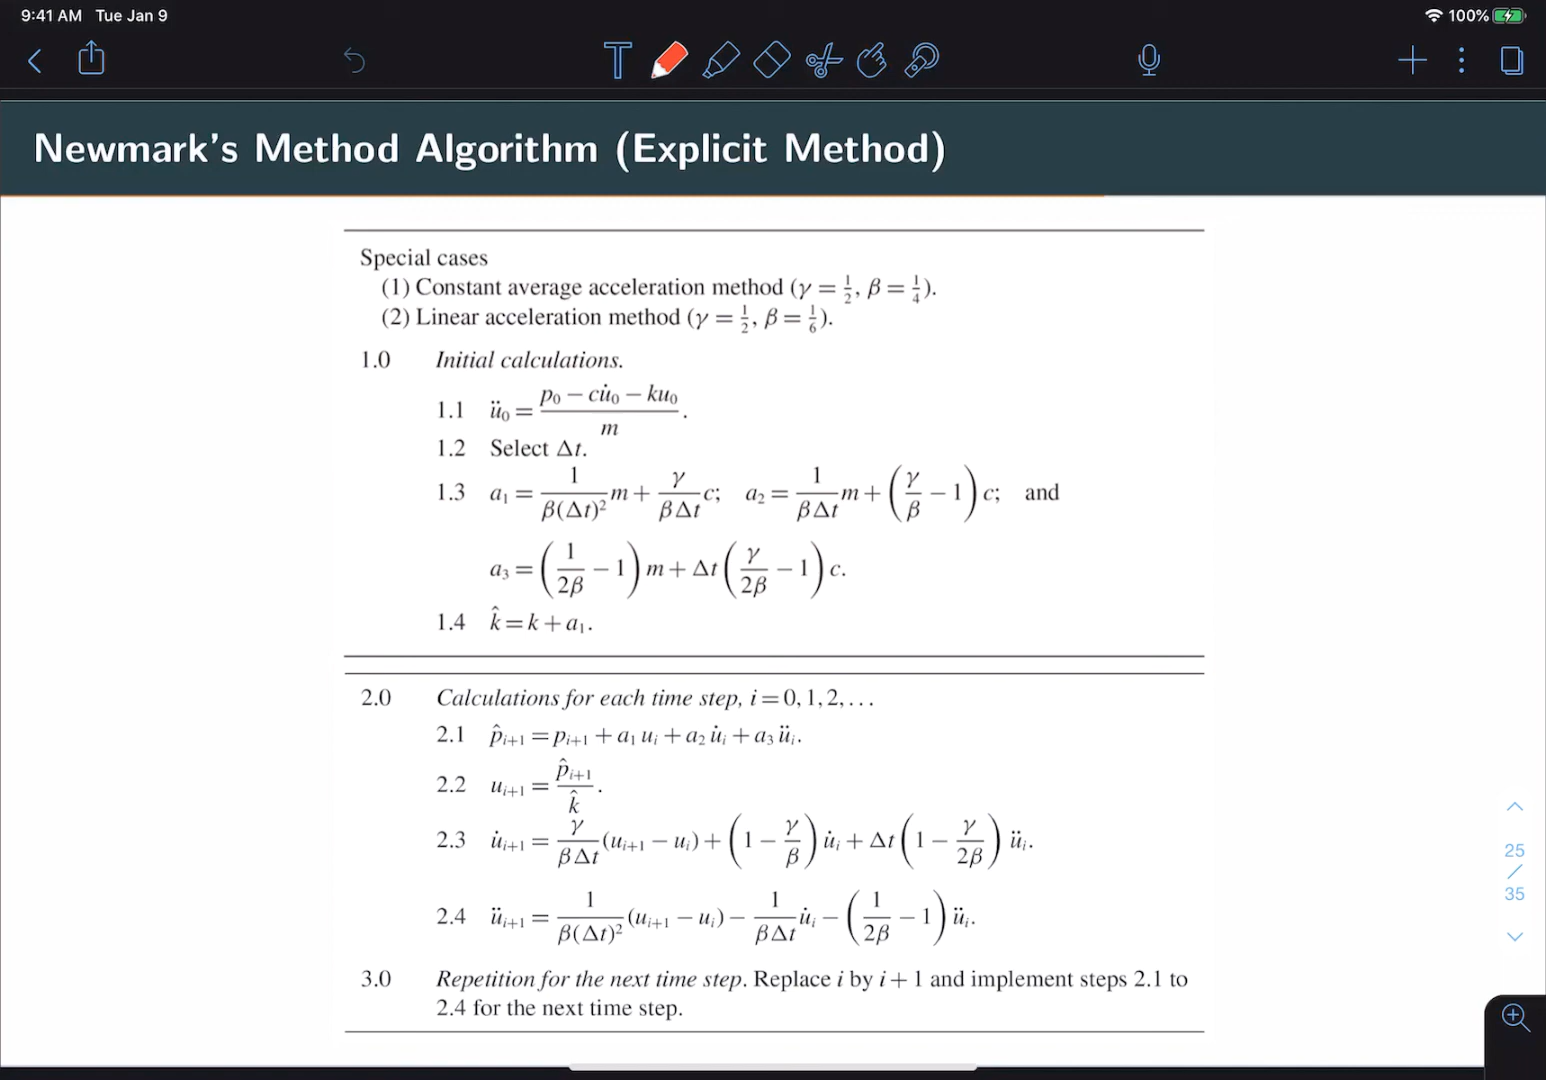 9:41 AM Tue Jan 9
100%
Newmark's Method Algorithm (Explicit Method)
Special cases
(1) Constant average acceleration method (γ = 1/2, β = 1/4).
(2) Linear acceleration method (γ = 1/2, β = 1/6).
1.0 Initial calculations.
1.1 ü₀ = (p₀ − cu̇₀ − ku₀)/m.
1.2 Select Δt.
1.3 a₁ = 1/(β(Δt)²) m + γ/(βΔt) c; a₂ = 1/(βΔt) m + (γ/β − 1) c; and
a₃ = (1/(2β) − 1) m + Δt (γ/(2β) − 1) c.
1.4 k̂ = k + a₁.
2.0 Calculations for each time step, i = 0, 1, 2, . . .
2.1 p̂ᵢ₊₁ = pᵢ₊₁ + a₁ uᵢ + a₂ u̇ᵢ + a₃ üᵢ.
2.2 uᵢ₊₁ = p̂ᵢ₊₁/k̂.
2.3 u̇ᵢ₊₁ = γ/(βΔt) (uᵢ₊₁ − uᵢ) + (1 − γ/β) u̇ᵢ + Δt (1 − γ/(2β)) üᵢ.
2.4 üᵢ₊₁ = 1/(β(Δt)²) (uᵢ₊₁ − uᵢ) − 1/(βΔt) u̇ᵢ − (1/(2β) − 1) üᵢ.
3.0 Repetition for the next time step. Replace i by i + 1 and implement steps 2.1 to
2.4 for the next time step.
25
/
35